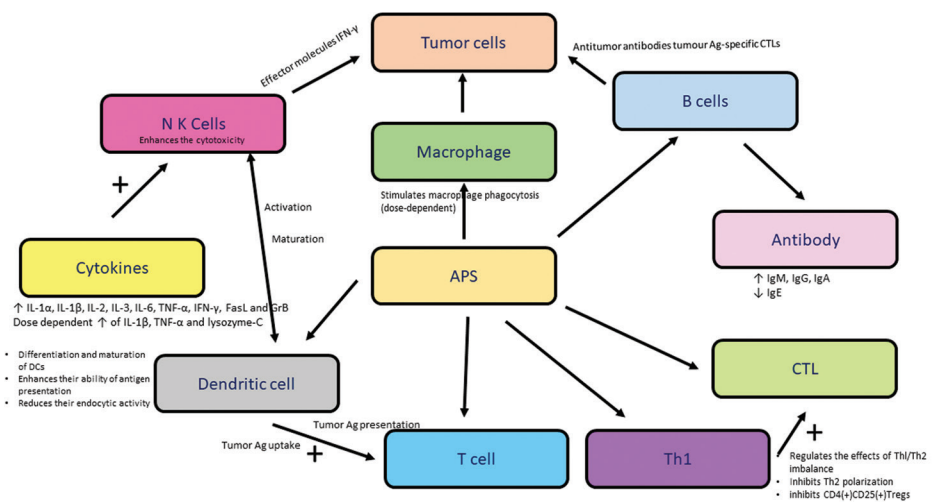 Tumor cells
Effector molecules IFN-γ
Antitumor antibodies tumour Ag-specific CTLs
B cells
N K Cells
Enhances the cytotoxicity
Macrophage
+
Stimulates macrophage phagocytosis
(dose-dependent)
Activation
Maturation
Antibody
↑ IgM, IgG, IgA
↓ IgE
Cytokines
APS
↑ IL-1α, IL-1β, IL-2, IL-3, IL-6, TNF-α, IFN-γ, FasL and GrB
Dose dependent ↑ of IL-1β, TNF-α and lysozyme-C
• Differentiation and maturation
of DCs
• Enhances their ability of antigen
presentation
• Reduces their endocytic activity
Dendritic cell
CTL
Tumor Ag presentation
Tumor Ag uptake
+
T cell
Th1
+
• Regulates the effects of Thl/Th2
imbalance
• Inhibits Th2 polarization
• inhibits CD4(+)CD25(+)Tregs